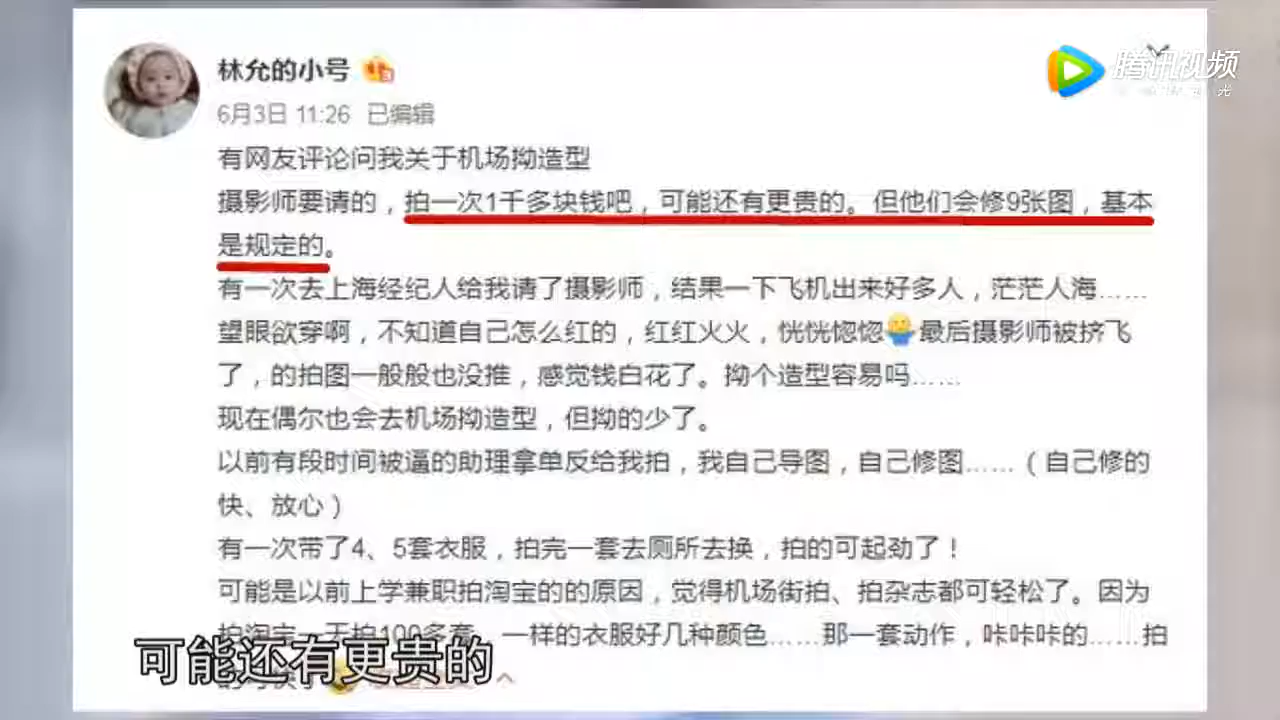 林允的小号
6月3日 11:26 已编辑
腾讯视频
有网友评论问我关于机场拗造型
摄影师要请的，拍一次1千多块钱吧，可能还有更贵的。但他们会修9张图，基本
是规定的。
有一次去上海经纪人给我请了摄影师，结果一下飞机出来好多人，茫茫人海……
望眼欲穿啊，不知道自己怎么红的，红红火火，恍恍惚惚最后摄影师被挤飞
了，的拍图一般般也没推，感觉钱白花了。拗个造型容易吗……
现在偶尔也会去机场拗造型，但拗的少了。
以前有段时间被逼的助理拿单反给我拍，我自己导图，自己修图……（自己修的
快、放心）
有一次带了4、5套衣服，拍完一套去厕所去换，拍的可起劲了！
可能是以前上学兼职拍淘宝的的原因，觉得机场街拍、拍杂志都可轻松了。因为
拍淘宝一天拍100多套，一样的衣服好几种颜色……那一套动作，咔咔咔的……拍
可能还有更贵的